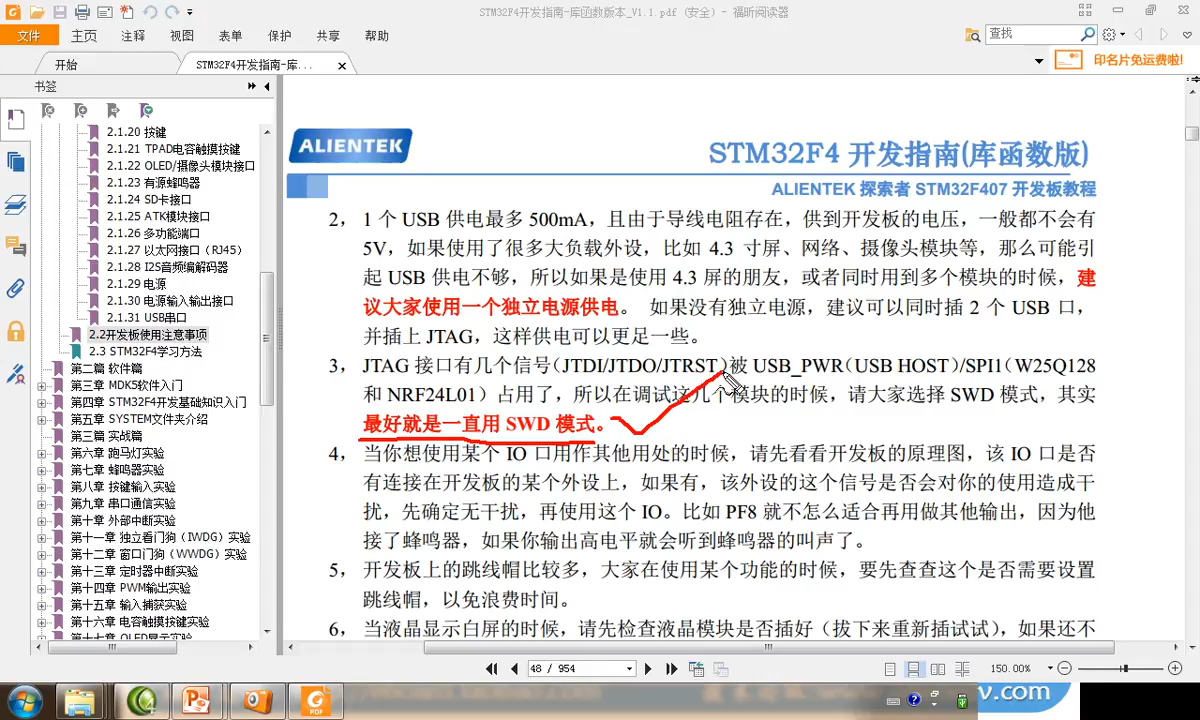 STM32F4开发指南-库函数版本_V1.1.pdf (安全) - 福昕阅读器
文件 主页 注释 视图 表单 保护 共享 帮助
查找
开始 STM32F4开发指南-库... 印名片免运费啦!
书签
2.1.20 按键
2.1.21 TPAD电容触摸按键
2.1.22 OLED/摄像头模块接口
2.1.23 有源蜂鸣器
2.1.24 SD卡接口
2.1.25 ATK模块接口
2.1.26 多功能端口
2.1.27 以太网接口（RJ45）
2.1.28 I2S音频编解码器
2.1.29 电源
2.1.30 电源输入输出接口
2.1.31 USB串口
2.2开发板使用注意事项
2.3 STM32F4学习方法
第二篇 软件篇
第三章 MDK5软件入门
第四章 STM32F4开发基础知识入门
第五章 SYSTEM文件夹介绍
第三篇 实战篇
第六章 跑马灯实验
第七章 蜂鸣器实验
第八章 按键输入实验
第九章 串口通信实验
第十章 外部中断实验
第十一章 独立看门狗（IWDG）实验
第十二章 窗口门狗（WWDG）实验
第十三章 定时器中断实验
第十四章 PWM输出实验
第十五章 输入捕获实验
第十六章 电容触摸按键实验
第十七章 OLED显示实验
ALIENTEK
STM32F4 开发指南(库函数版)
ALIENTEK 探索者 STM32F407 开发板教程
2， 1 个 USB 供电最多 500mA，且由于导线电阻存在，供到开发板的电压，一般都不会有
5V，如果使用了很多大负载外设，比如 4.3 寸屏、网络、摄像头模块等，那么可能引
起 USB 供电不够，所以如果是使用 4.3 屏的朋友，或者同时用到多个模块的时候，建
议大家使用一个独立电源供电。 如果没有独立电源，建议可以同时插 2 个 USB 口，
并插上 JTAG，这样供电可以更足一些。
3， JTAG 接口有几个信号（JTDI/JTDO/JTRST）被 USB_PWR（USB HOST）/SPI1（W25Q128
和 NRF24L01）占用了，所以在调试这几个模块的时候，请大家选择 SWD 模式，其实
最好就是一直用 SWD 模式。
4， 当你想使用某个 IO 口用作其他用处的时候，请先看看开发板的原理图，该 IO 口是否
有连接在开发板的某个外设上，如果有，该外设的这个信号是否会对你的使用造成干
扰，先确定无干扰，再使用这个 IO。比如 PF8 就不怎么适合再用做其他输出，因为他
接了蜂鸣器，如果你输出高电平就会听到蜂鸣器的叫声了。
5， 开发板上的跳线帽比较多，大家在使用某个功能的时候，要先查查这个是否需要设置
跳线帽，以免浪费时间。
6， 当液晶显示白屏的时候，请先检查液晶模块是否插好（拔下来重新插试试），如果还不
48 / 954 150.00%
v.com